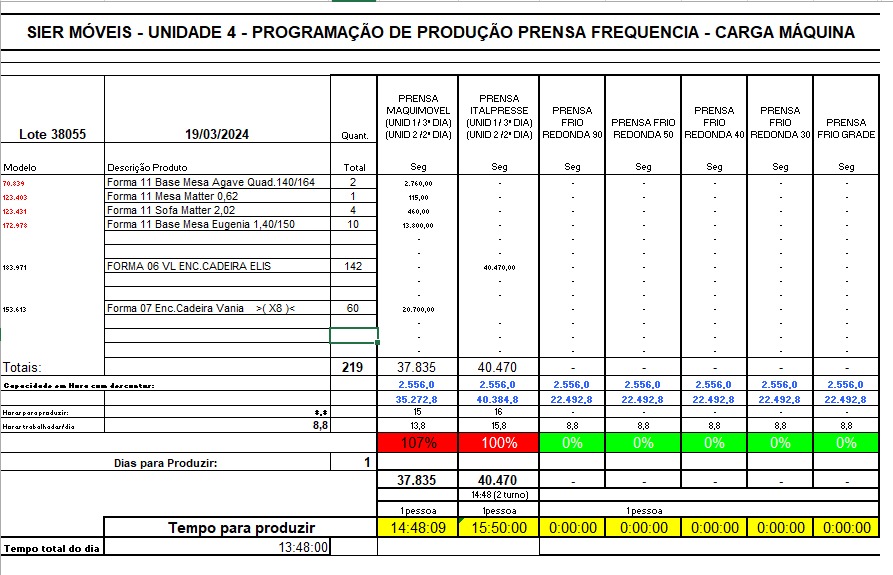 SIER MÓVEIS - UNIDADE 4 - PROGRAMAÇÃO DE PRODUÇÃO PRENSA FREQUENCIA - CARGA MÁQUINA
Lote 38055 19/03/2024 Quant. PRENSA MAQUIMOVEL (UNID 1 / 3ª DIA) (UNID 2 /2ª DIA) PRENSA ITALPRESSE (UNID 1 / 3ª DIA) (UNID 2 /2ª DIA) PRENSA FRIO REDONDA 90 PRENSA FRIO REDONDA 50 PRENSA FRIO REDONDA 40 PRENSA FRIO REDONDA 30 PRENSA FRIO GRADE
Modelo Descrição Produto Total Seg Seg Seg Seg Seg Seg Seg
70.839 Forma 11 Base Mesa Agave Quad.140/164 2 2.760,00 - - - - - -
123.403 Forma 11 Mesa Matter 0,62 1 115,00 - - - - - -
123.431 Forma 11 Sofa Matter 2,02 4 460,00 - - - - - -
172.978 Forma 11 Base Mesa Eugenia 1,40/150 10 13.800,00 - - - - - -
- - - - - - -
- - - - - - -
183.971 FORMA 06 VL ENC.CADEIRA ELIS 142 - 40.470,00 - - - - -
- - - - - - -
- - - - - - -
153.613 Forma 07 Enc.Cadeira Vania >( X8 )< 60 20.700,00 - - - - - -
- - - - - - -
- - - - - - -
- - - - - - -
Totais: 219 37.835 40.470 - - - - -
Capacidade em Hora com descontar: 2.556,0 2.556,0 2.556,0 2.556,0 2.556,0 2.556,0 2.556,0
35.272,8 40.384,8 22.492,8 22.492,8 22.492,8 22.492,8 22.492,8
Horas para produzir: 8,8 15 16 - - - - -
Horas trabalhadas/dia 8,8 13,8 15,8 8,8 8,8 8,8 8,8 8,8
107% 100% 0% 0% 0% 0% 0%
Dias para Produzir: 1
37.835 40.470 - - - - -
14:48 (2 turno)
1 pessoa 1pessoa 1 pessoa
Tempo para produzir 14:48:09 15:50:00 0:00:00 0:00:00 0:00:00 0:00:00 0:00:00
Tempo total do dia 13:48:00